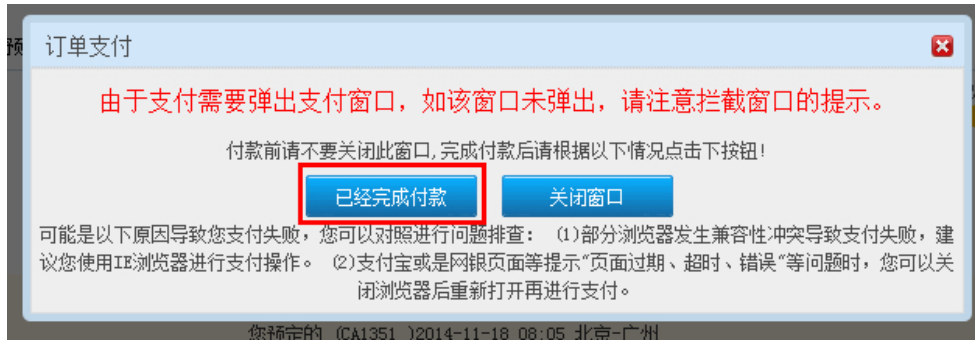 订单支付
由于支付需要弹出支付窗口，如该窗口未弹出，请注意拦截窗口的提示。
付款前请不要关闭此窗口,完成付款后请根据以下情况点击下按钮!
已经完成付款 关闭窗口
可能是以下原因导致您支付失败，您可以对照进行问题排查： (1)部分浏览器发生兼容性冲突导致支付失败，建
议您使用IE浏览器进行支付操作。 (2)支付宝或是网银页面等提示"页面过期、超时、错误"等问题时，您可以关
闭浏览器后重新打开再进行支付。
您预定的 (CA1351 )2014-11-18 08:05 北京-广州